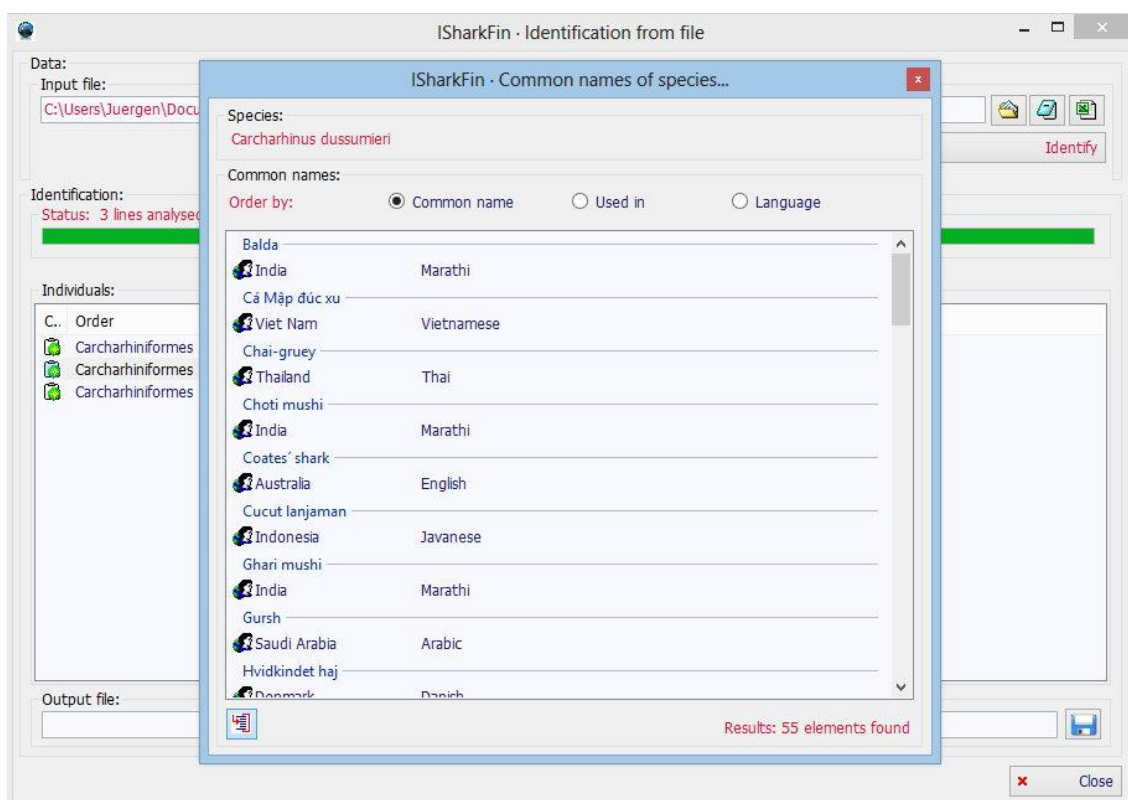 ISharkFin · Identification from file
Data:
Input file:
C:\Users\Juergen\Docu
Identify
Identification:
Status: 3 lines analysed
Individuals:
C.. Order
Carcharhiniformes
Carcharhiniformes
Carcharhiniformes
Output file:
Close
ISharkFin · Common names of species...
Species:
Carcharhinus dussumieri
Common names:
Order by: Common name Used in Language
Balda
India Marathi
Cá Mập đúc xu
Viet Nam Vietnamese
Chai-gruey
Thailand Thai
Choti mushi
India Marathi
Coates´ shark
Australia English
Cucut lanjaman
Indonesia Javanese
Ghari mushi
India Marathi
Gursh
Saudi Arabia Arabic
Hvidkindet haj
Denmark Danish
Results: 55 elements found